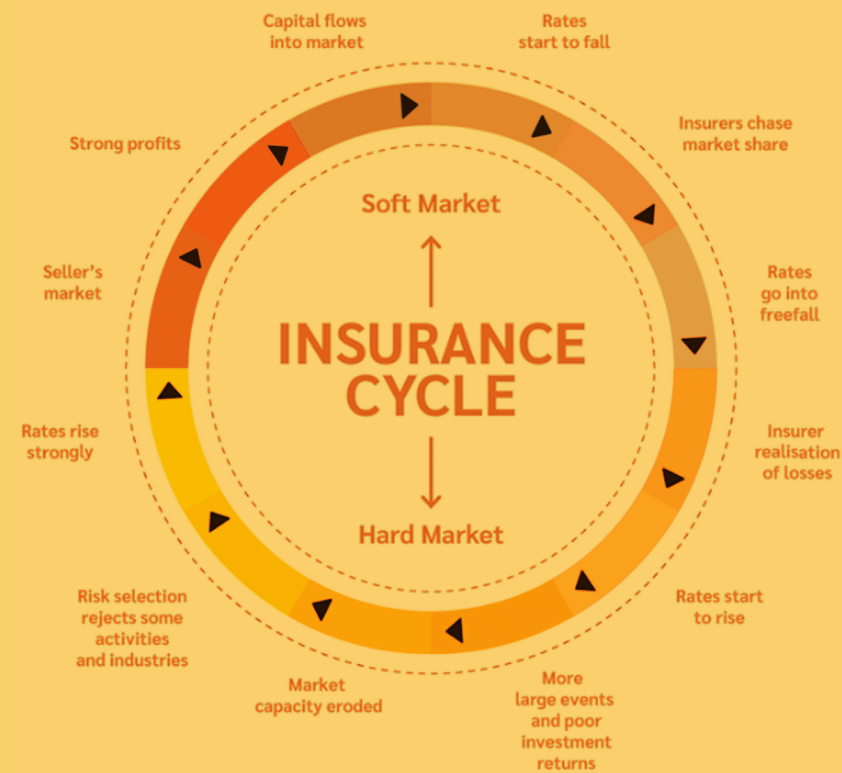 Capital flows
into market
Rates
start to fall
Insurers chase
market share
Rates
go into
freefall
Insurer
realisation
of losses
Rates start
to rise
More
large events
and poor
investment
returns
Market
capacity eroded
Risk selection
rejects some
activities
and industries
Rates rise
strongly
Seller's
market
Strong profits
Soft Market
INSURANCE
CYCLE
Hard Market